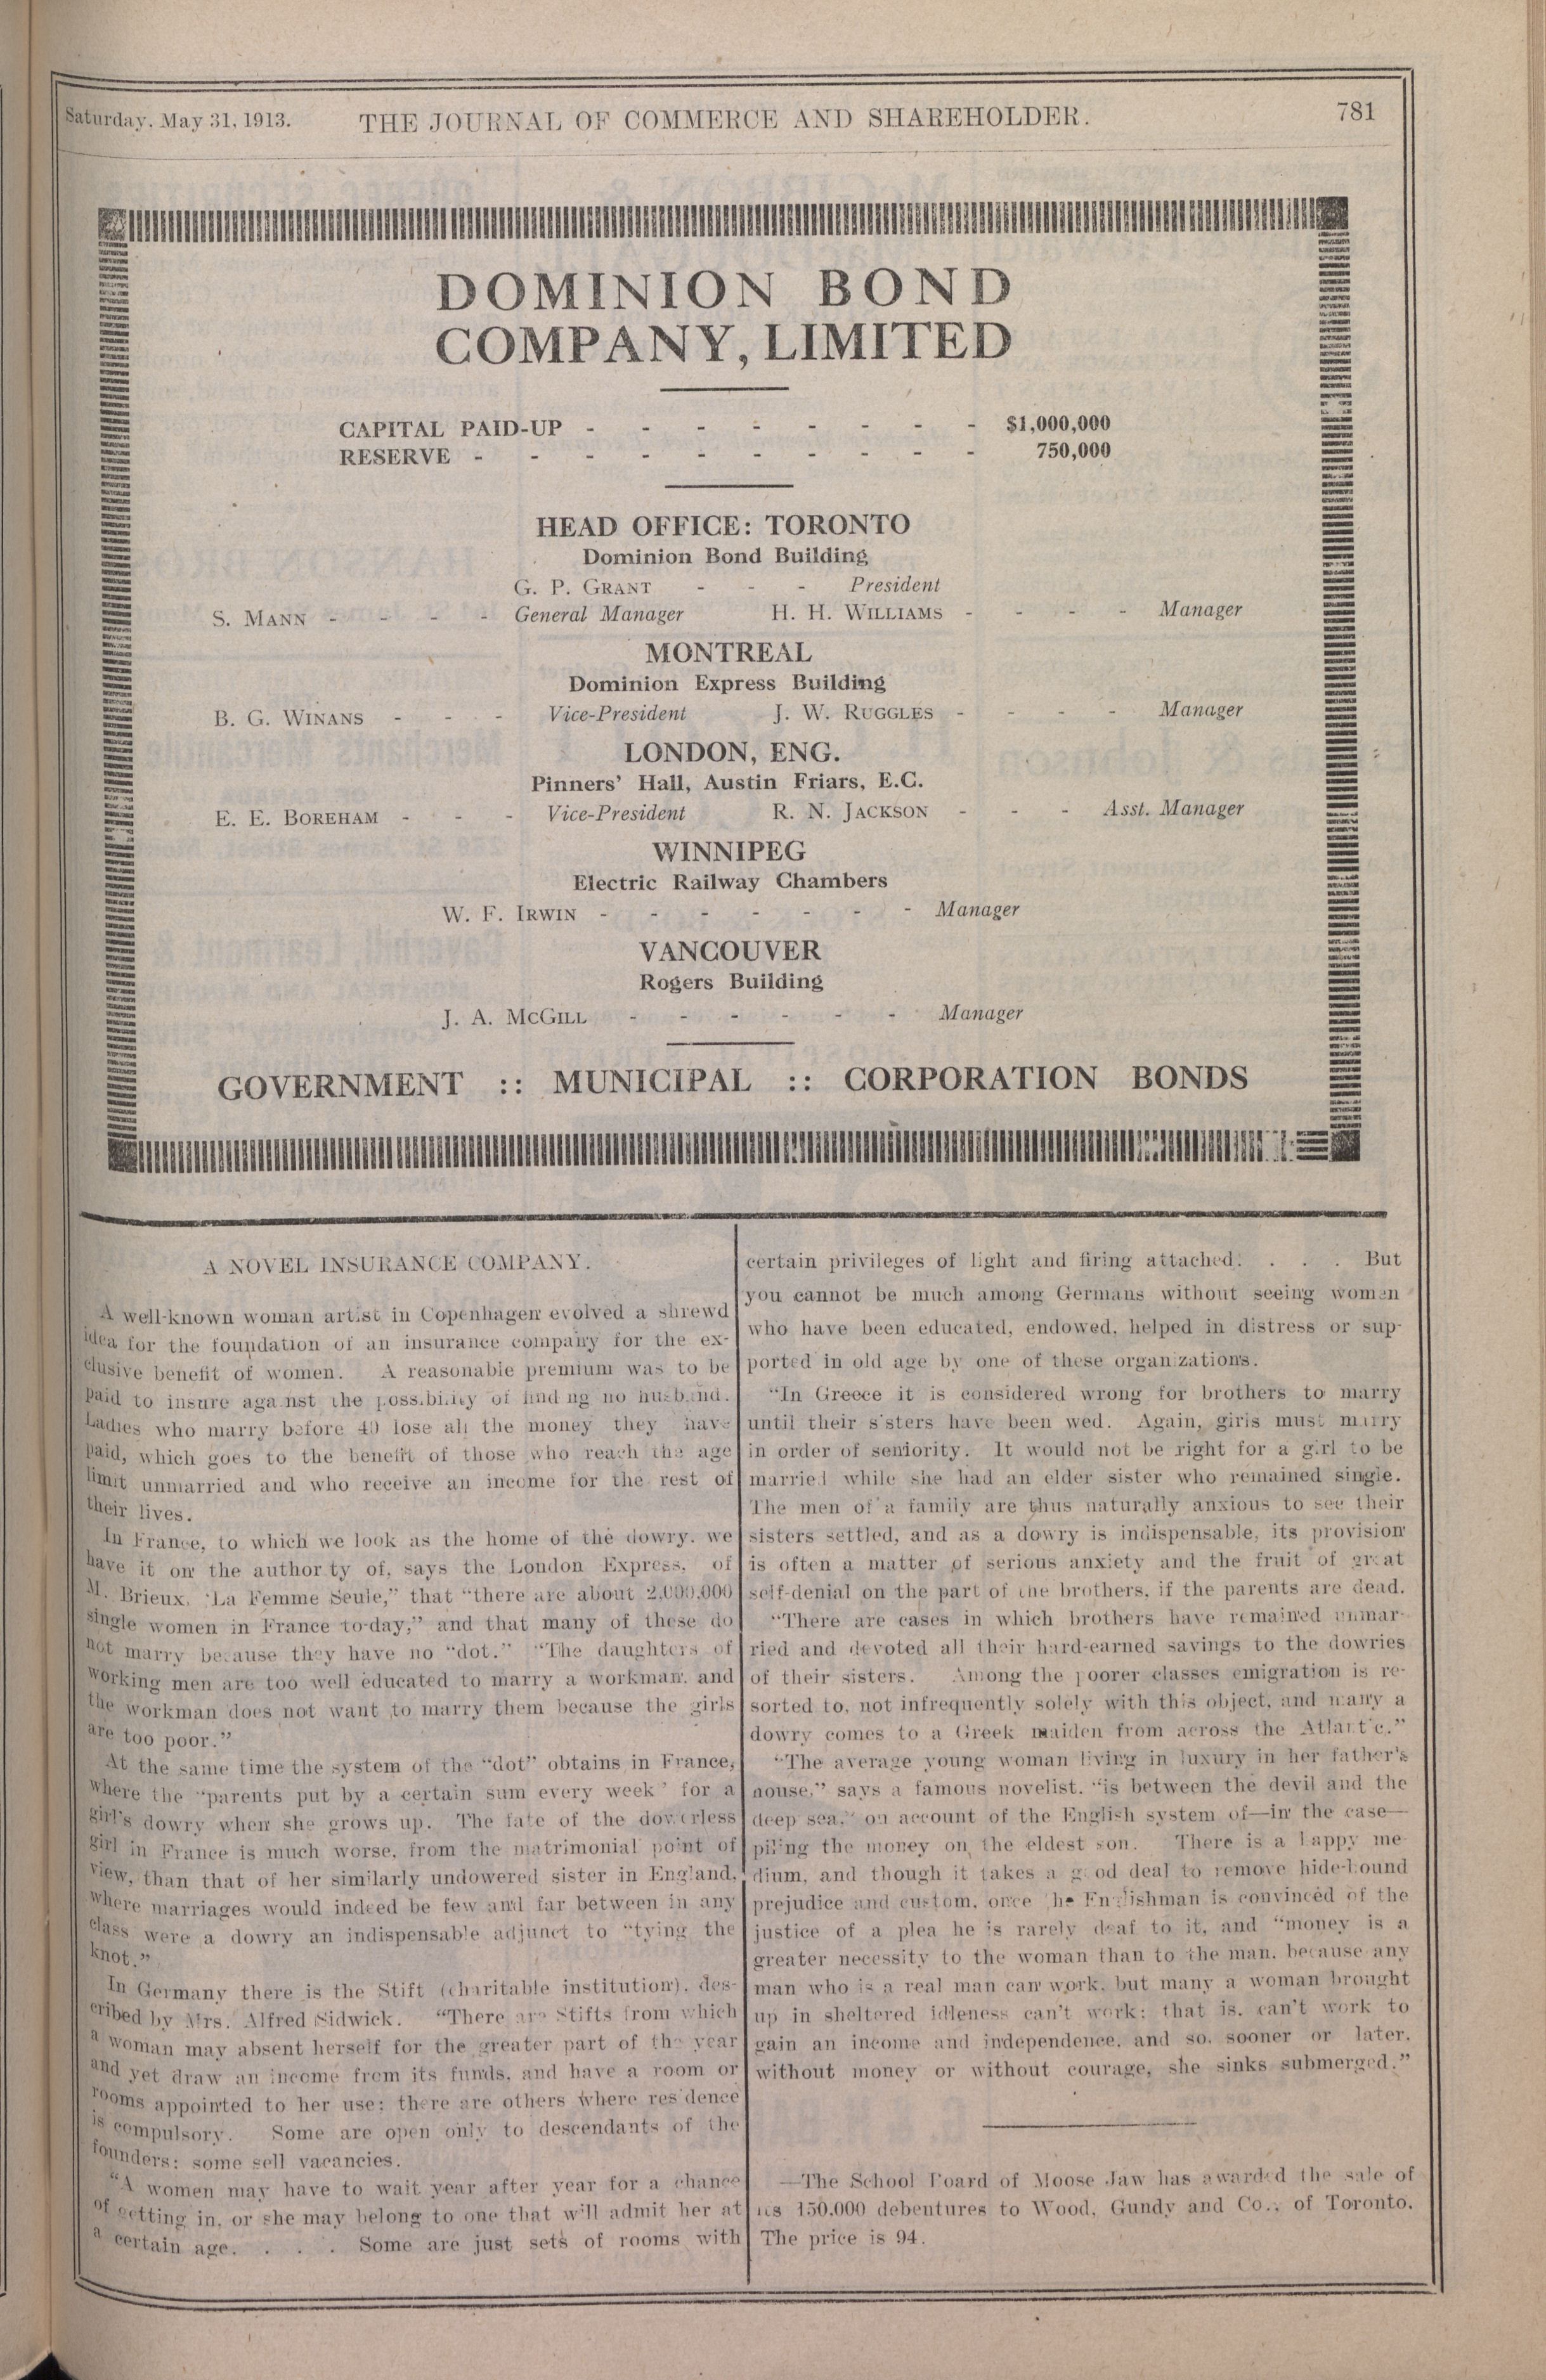 Saturday, May 31, 1913.
THE JOURNAL OF COMMERCE AND SHAREHOLDER.
781
DOMINION BOND
COMPANY, LIMITED
CAPITAL PAID-UP - - - - - - - - $1,000,000
RESERVE - - - - - - - - - - 750,000
HEAD OFFICE: TORONTO
Dominion Bond Building
G. P. GRANT - - - President
S. MANN - - - - General Manager H. H. WILLIAMS - - - - Manager
MONTREAL
Dominion Express Building
B. G. WINANS - - - Vice-President J. W. RUGGLES - - - - Manager
LONDON, ENG.
Pinners' Hall, Austin Friars, E.C.
E. E. BOREHAM - - - Vice-President R. N. JACKSON - - - Asst. Manager
WINNIPEG
Electric Railway Chambers
W. F. IRWIN - - - - - - - Manager
VANCOUVER
Rogers Building
J. A. McGILL - - - - - - Manager
GOVERNMENT :: MUNICIPAL :: CORPORATION BONDS
A NOVEL INSURANCE COMPANY.
A well-known woman artist in Copenhagen evolved a shrewd
idea for the foundation of an insurance company for the ex-
clusive benefit of women. A reasonable premium was to be
paid to insure against the possibility of finding no husband.
Ladies who marry before 40 lose all the money they have
paid, which goes to the benefit of those who reach the age
limit unmarried and who receive an income for the rest of
their lives.
In France, to which we look as the home of the dowry, we
have it on the authority of, says the London Express, of
M. Brieux, 'La Femme Seule," that "there are about 2,000,000
single women in France to-day," and that many of these do
not marry because they have no "dot." "The daughters of
working men are too well educated to marry a workman, and
the workman does not want to marry them because the girls
are too poor."
At the same time the system of the "dot" obtains in France,
where the "parents put by a certain sum every week' for a
girl's dowry when she grows up. The fate of the dowerless
girl in France is much worse, from the matrimonial point of
view, than that of her similarly undowered sister in England,
where marriages would indeed be few and far between in any
class were a dowry an indispensable adjunct to "tying the
knot."
In Germany there is the Stift (charitable institution), des-
cribed by Mrs. Alfred Sidwick. "There are Stifts from which
a woman may absent herself for the greater part of the year
and yet draw an income from its funds, and have a room or
rooms appointed to her use; there are others where residence
is compulsory. Some are open only to descendants of the
founders; some sell vacancies.
"A women may have to wait year after year for a chance
of getting in, or she may belong to one that will admit her at
a certain age. . . . Some are just sets of rooms with
certain privileges of light and firing attached. . . . But
you cannot be much among Germans without seeing women
who have been educated, endowed, helped in distress or sup-
ported in old age by one of these organizations.
"In Greece it is considered wrong for brothers to marry
until their sisters have been wed. Again, girls must marry
in order of seniority. It would not be right for a girl to be
married while she had an elder sister who remained single.
The men of a family are thus naturally anxious to see their
sisters settled, and as a dowry is indispensable, its provision
is often a matter of serious anxiety and the fruit of great
self-denial on the part of the brothers, if the parents are dead.
"There are cases in which brothers have remained unmar-
ried and devoted all their hard-earned savings to the dowries
of their sisters. Among the poorer classes emigration is re-
sorted to, not infrequently solely with this object, and many a
dowry comes to a Greek maiden from across the Atlantic."
"The average young woman living in luxury in her father's
house," says a famous novelist, "is between the devil and the
deep sea," on account of the English system of—in the case—
piling the money on the eldest son. There is a happy me-
dium, and though it takes a good deal to remove hide-bound
prejudice and custom, once the Englishman is convinced of the
justice of a plea he is rarely deaf to it, and "money is a
greater necessity to the woman than to the man, because any
man who is a real man can work, but many a woman brought
up in sheltered idleness can't work; that is, can't work to
gain an income and independence, and so, sooner or later,
without money or without courage, she sinks submerged."
—The School Board of Moose Jaw has awarded the sale of
its 150,000 debentures to Wood, Gundy and Co., of Toronto.
The price is 94.